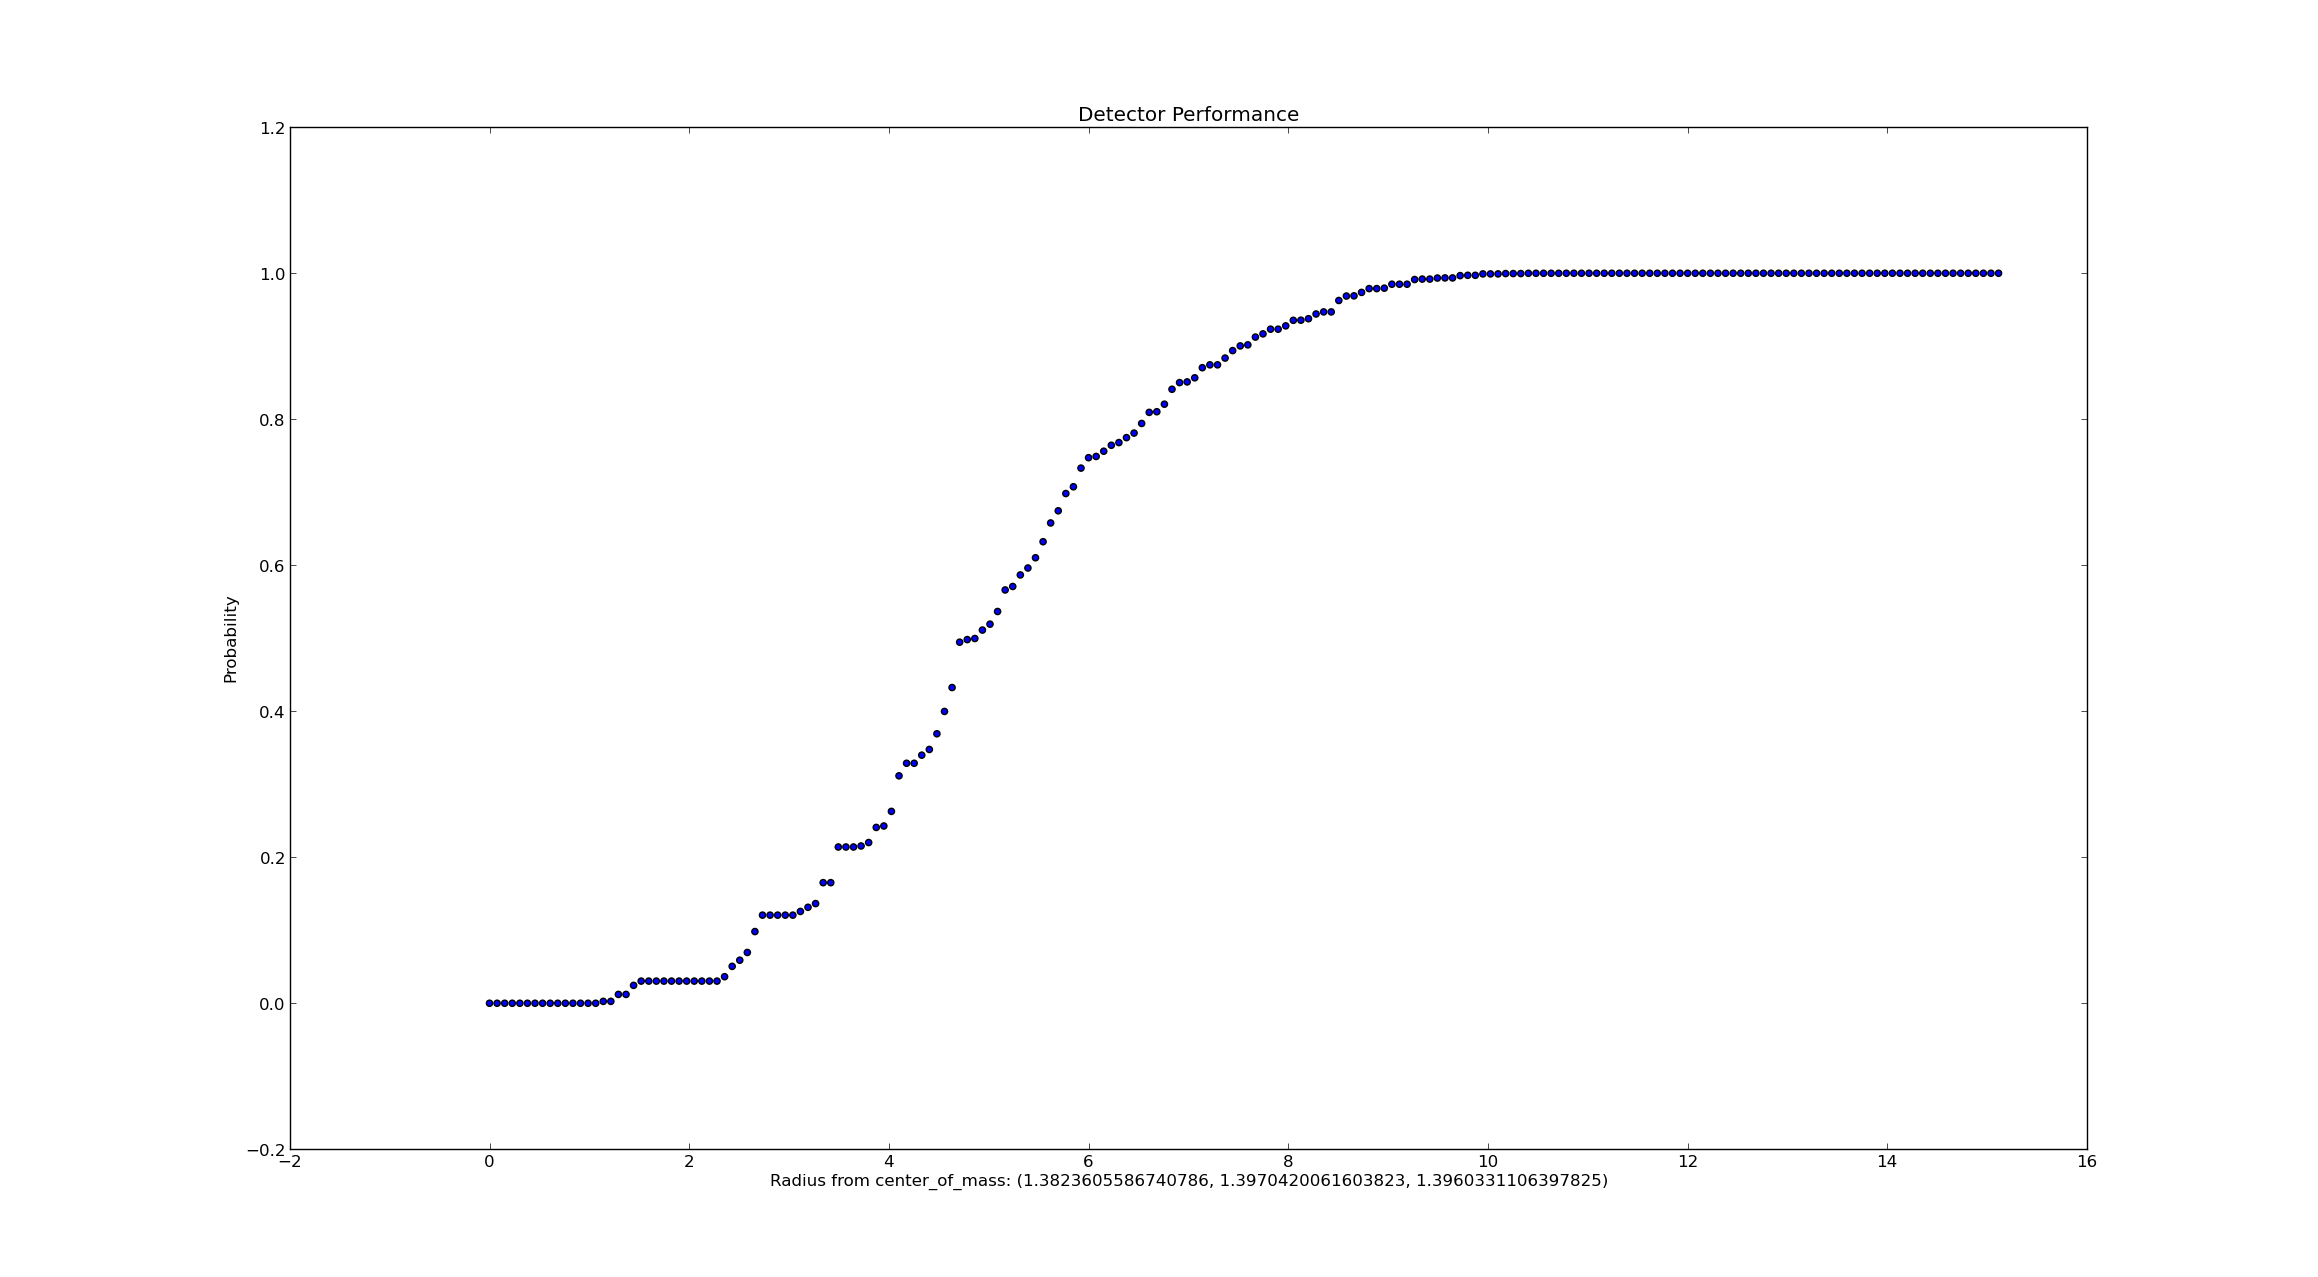 Detector Performance
1.2
1.0
0.8
0.6
0.4
0.2
0.0
−0.2
Probability
−2 0 2 4 6 8 10 12 14 16
Radius from center_of_mass: (1.3823605586740786, 1.3970420061603823, 1.3960331106397825)